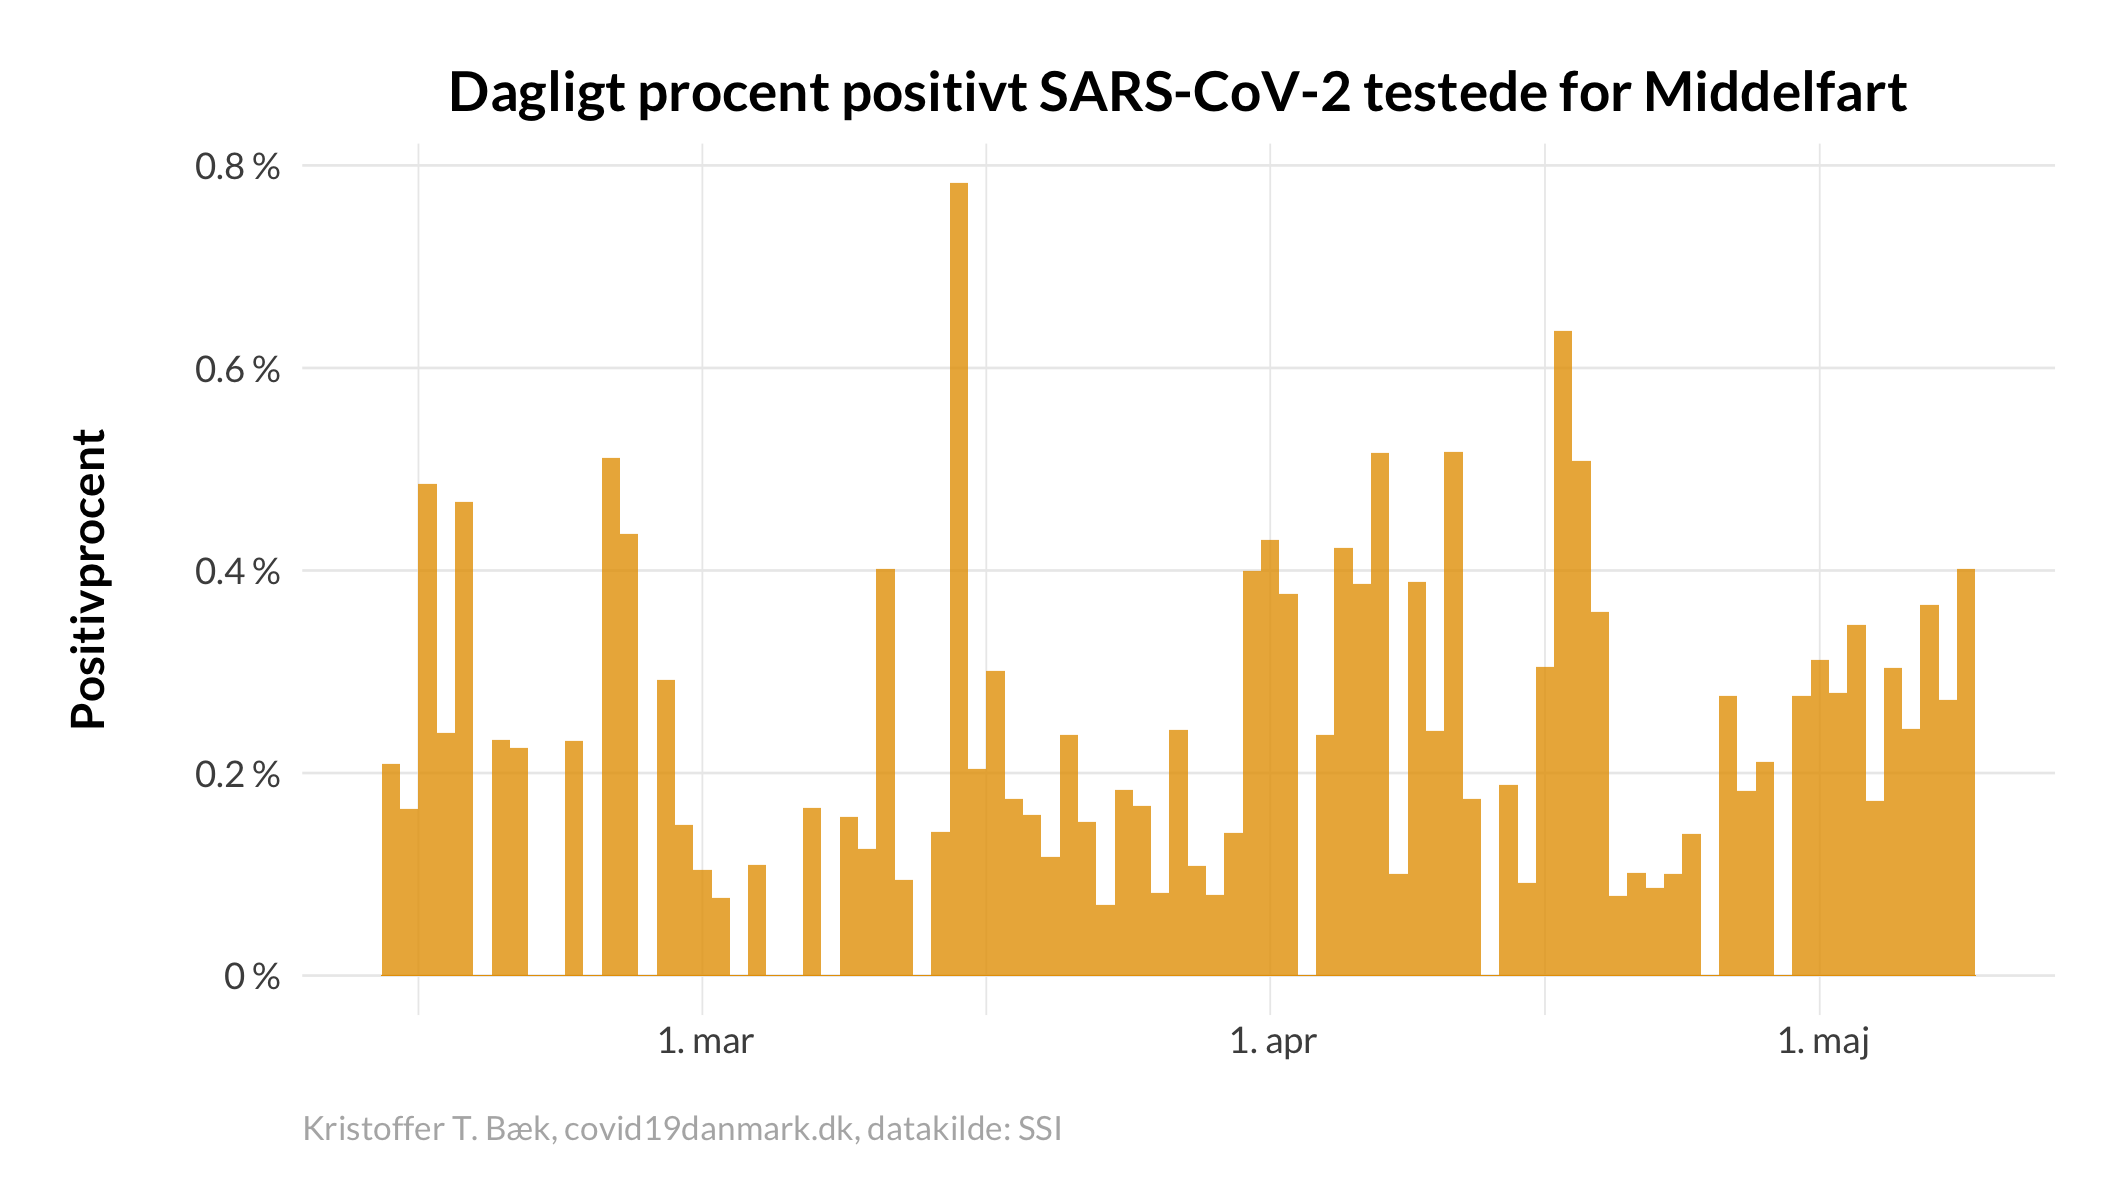 Dagligt procent positivt SARS-CoV-2 testede for Middelfart
Positivprocent
0.8 %
0.6 %
0.4 %
0.2 %
0 %
1. mar
1. apr
1. maj
Kristoffer T. Bæk, covid19danmark.dk, datakilde: SSI